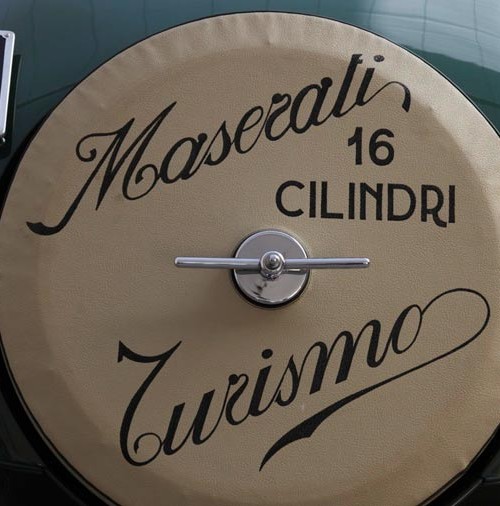 Maserati
16
CILINDRI
Turismo